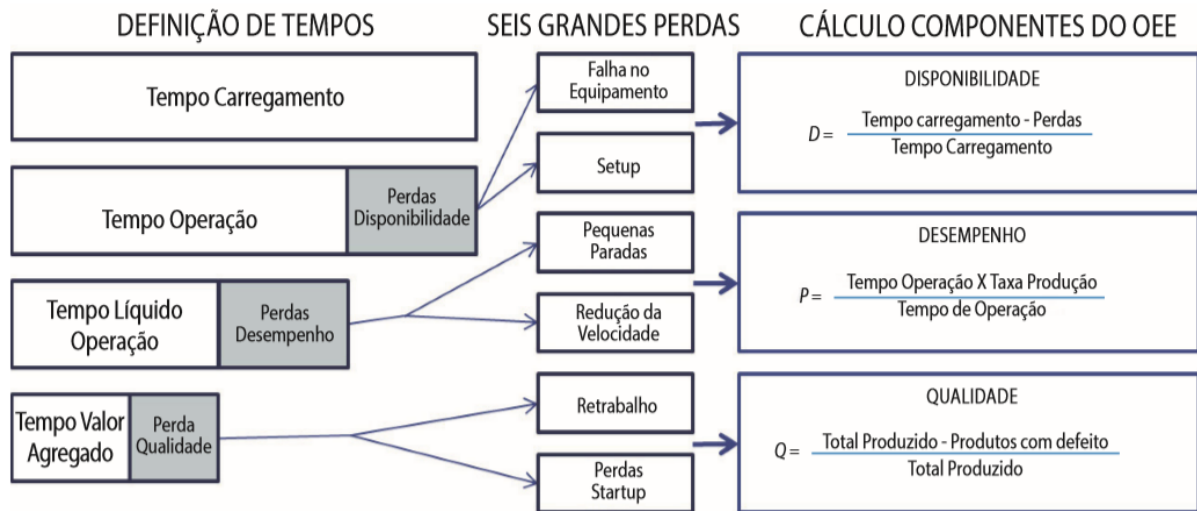 DEFINIÇÃO DE TEMPOS
Tempo Carregamento
Tempo Operação
Perdas
Disponibilidade
Tempo Líquido
Operação
Perdas
Desempenho
Tempo Valor
Agregado
Perda
Qualidade
SEIS GRANDES PERDAS
Falha no
Equipamento
Setup
Pequenas
Paradas
Redução da
Velocidade
Retrabalho
Perdas
Startup
CÁLCULO COMPONENTES DO OEE
DISPONIBILIDADE
D = Tempo carregamento - Perdas
Tempo Carregamento
DESEMPENHO
P = Tempo Operação X Taxa Produção
Tempo de Operação
QUALIDADE
Q = Total Produzido - Produtos com defeito
Total Produzido